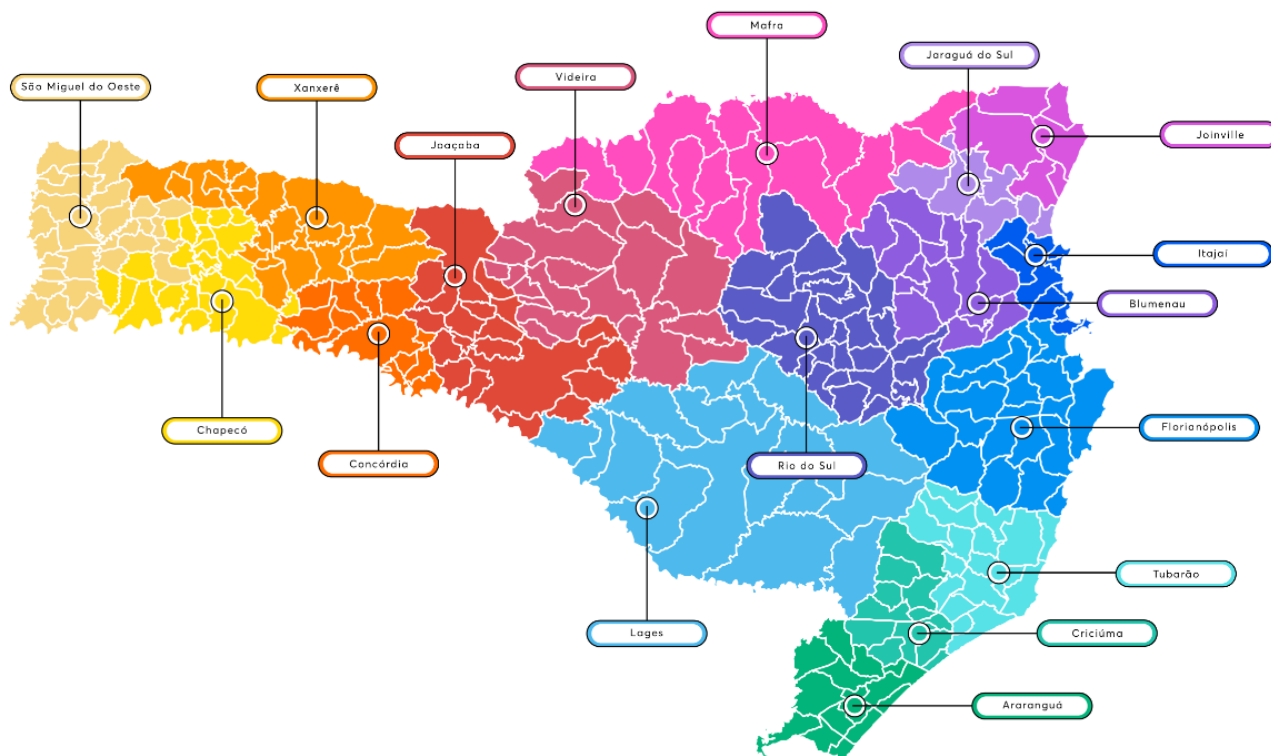 Mafra
Jaraguá do Sul
Videira
São Miguel do Oeste
Xanxerê
Joinville
Joaçaba
Itajaí
Blumenau
Chapecó
Florianópolis
Concórdia
Rio do Sul
Tubarão
Lages
Criciúma
Araranguá